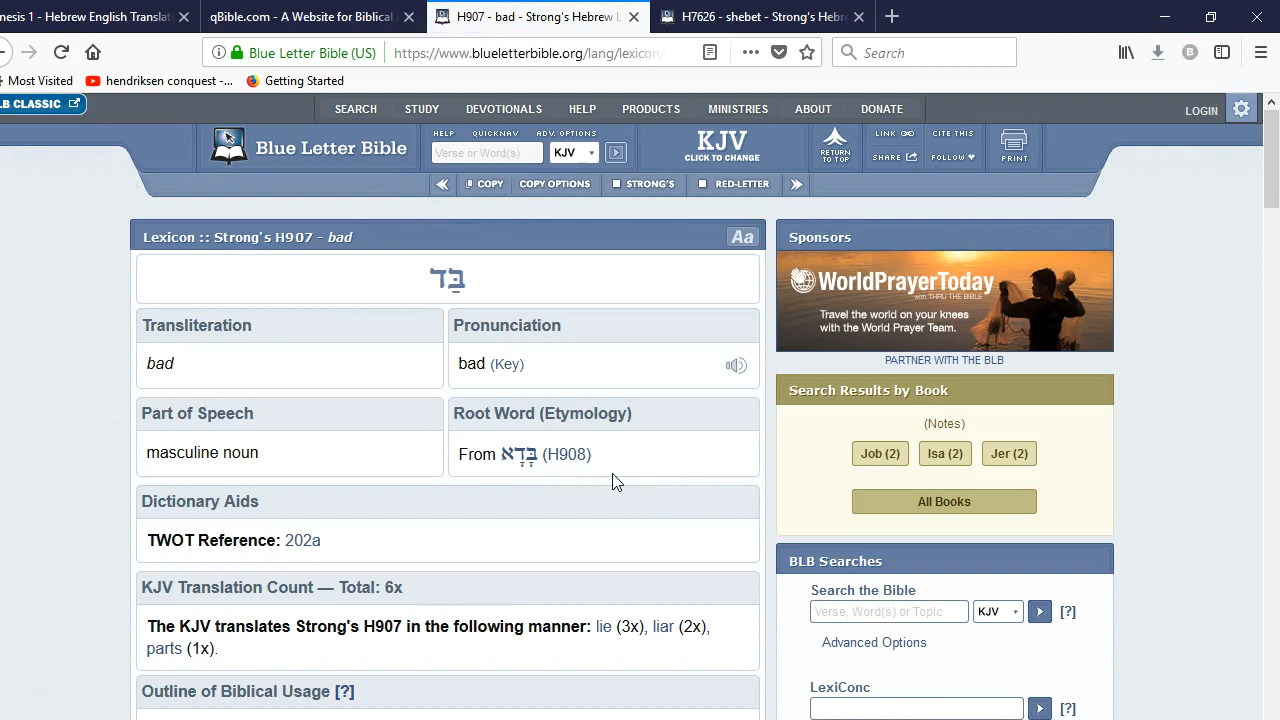 nesis 1 - Hebrew English Translat
qBible.com - A Website for Biblical
H907 - bad - Strong's Hebrew L
H7626 - shebet - Strong's Hebr
Blue Letter Bible (US)
https://www.blueletterbible.org/lang/lexicon
Search
Most Visited
hendriksen conquest -...
Getting Started
LB CLASSIC
SEARCH STUDY DEVOTIONALS HELP PRODUCTS MINISTRIES ABOUT DONATE
LOGIN
Blue Letter Bible
HELP QUICKNAV ADV. OPTIONS
Verse or Word(s) KJV
KJV
CLICK TO CHANGE
RETURN
TO TOP
LINK CITE THIS
SHARE FOLLOW
PRINT
COPY COPY OPTIONS STRONG'S RED-LETTER
Lexicon :: Strong's H907 - bad
Aa
בַּד
Transliteration
bad
Pronunciation
bad (Key)
Part of Speech
masculine noun
Root Word (Etymology)
From בָּדָא (H908)
Dictionary Aids
TWOT Reference: 202a
KJV Translation Count — Total: 6x
The KJV translates Strong's H907 in the following manner: lie (3x), liar (2x),
parts (1x).
Outline of Biblical Usage [?]
Sponsors
WorldPrayerToday
with THRU THE BIBLE
Travel the world on your knees
with the World Prayer Team.
PARTNER WITH THE BLB
Search Results by Book
(Notes)
Job (2) Isa (2) Jer (2)
All Books
BLB Searches
Search the Bible
Verse, Word(s) or Topic KJV [?]
Advanced Options
LexiConc
[?]